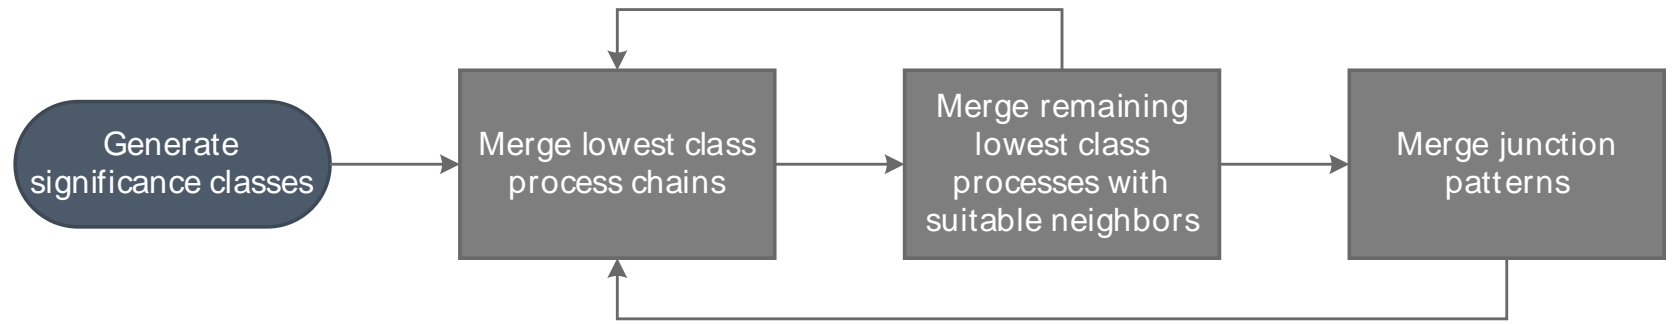 Generate
significance classes
Merge lowest class
process chains
Merge remaining
lowest class
processes with
suitable neighbors
Merge junction
patterns